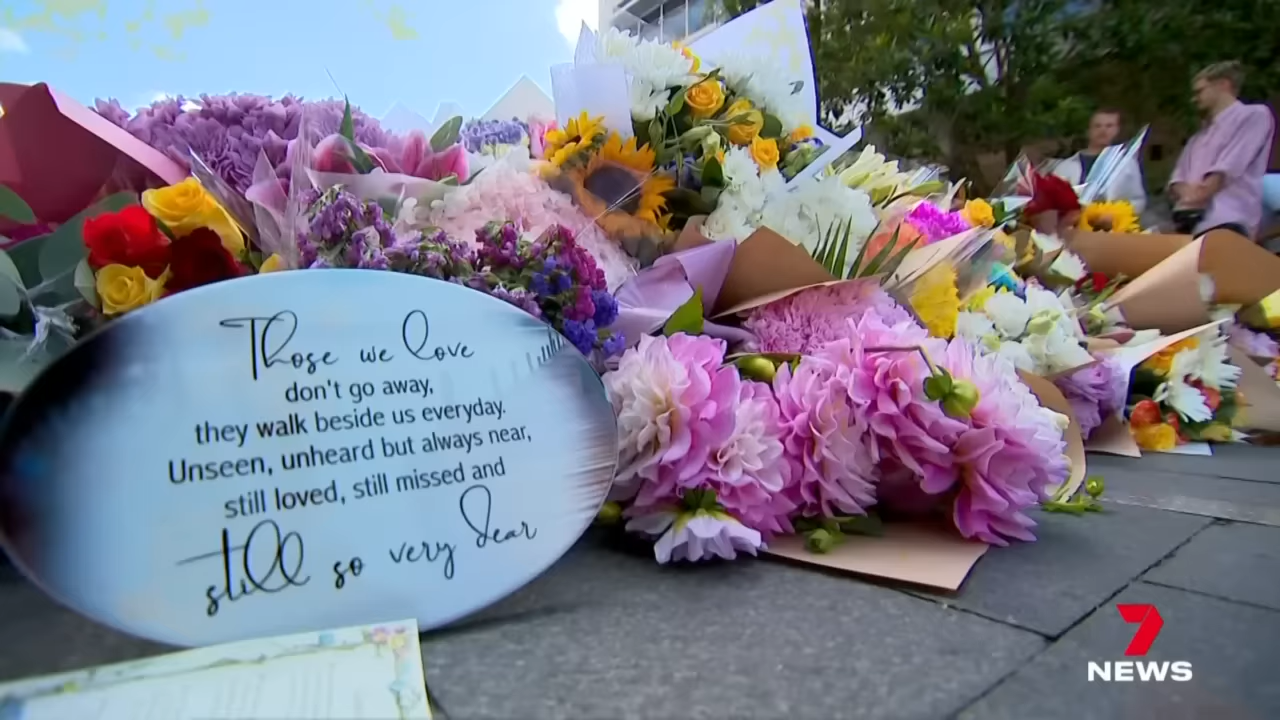 Those we love
don't go away,
they walk beside us everyday.
Unseen, unheard but always near,
still loved, still missed and
still so very dear
7
NEWS